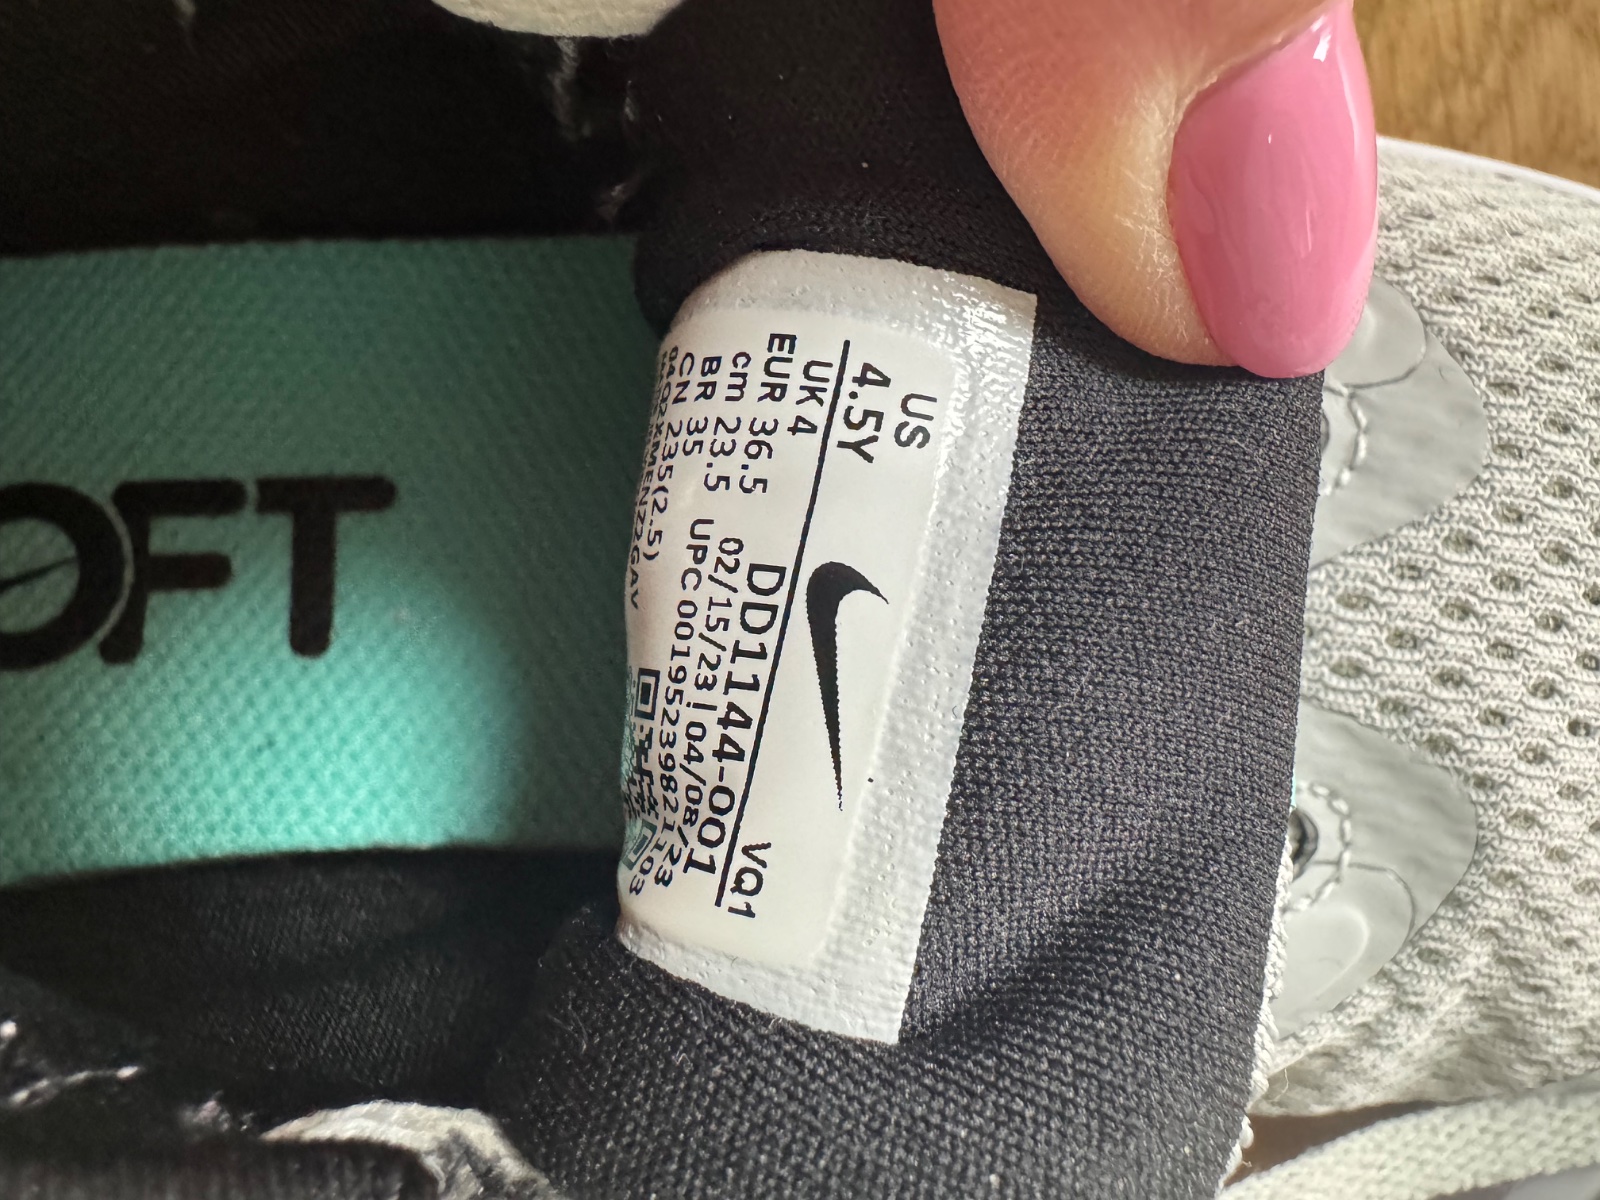 US
4.5Y
UK 4
EUR 36.5
cm 23.5
BR 35
CN 235(2.5)
VQ1
DD1144-001
02/15/23 | 04/08/23
UPC 00195239821103
OFT